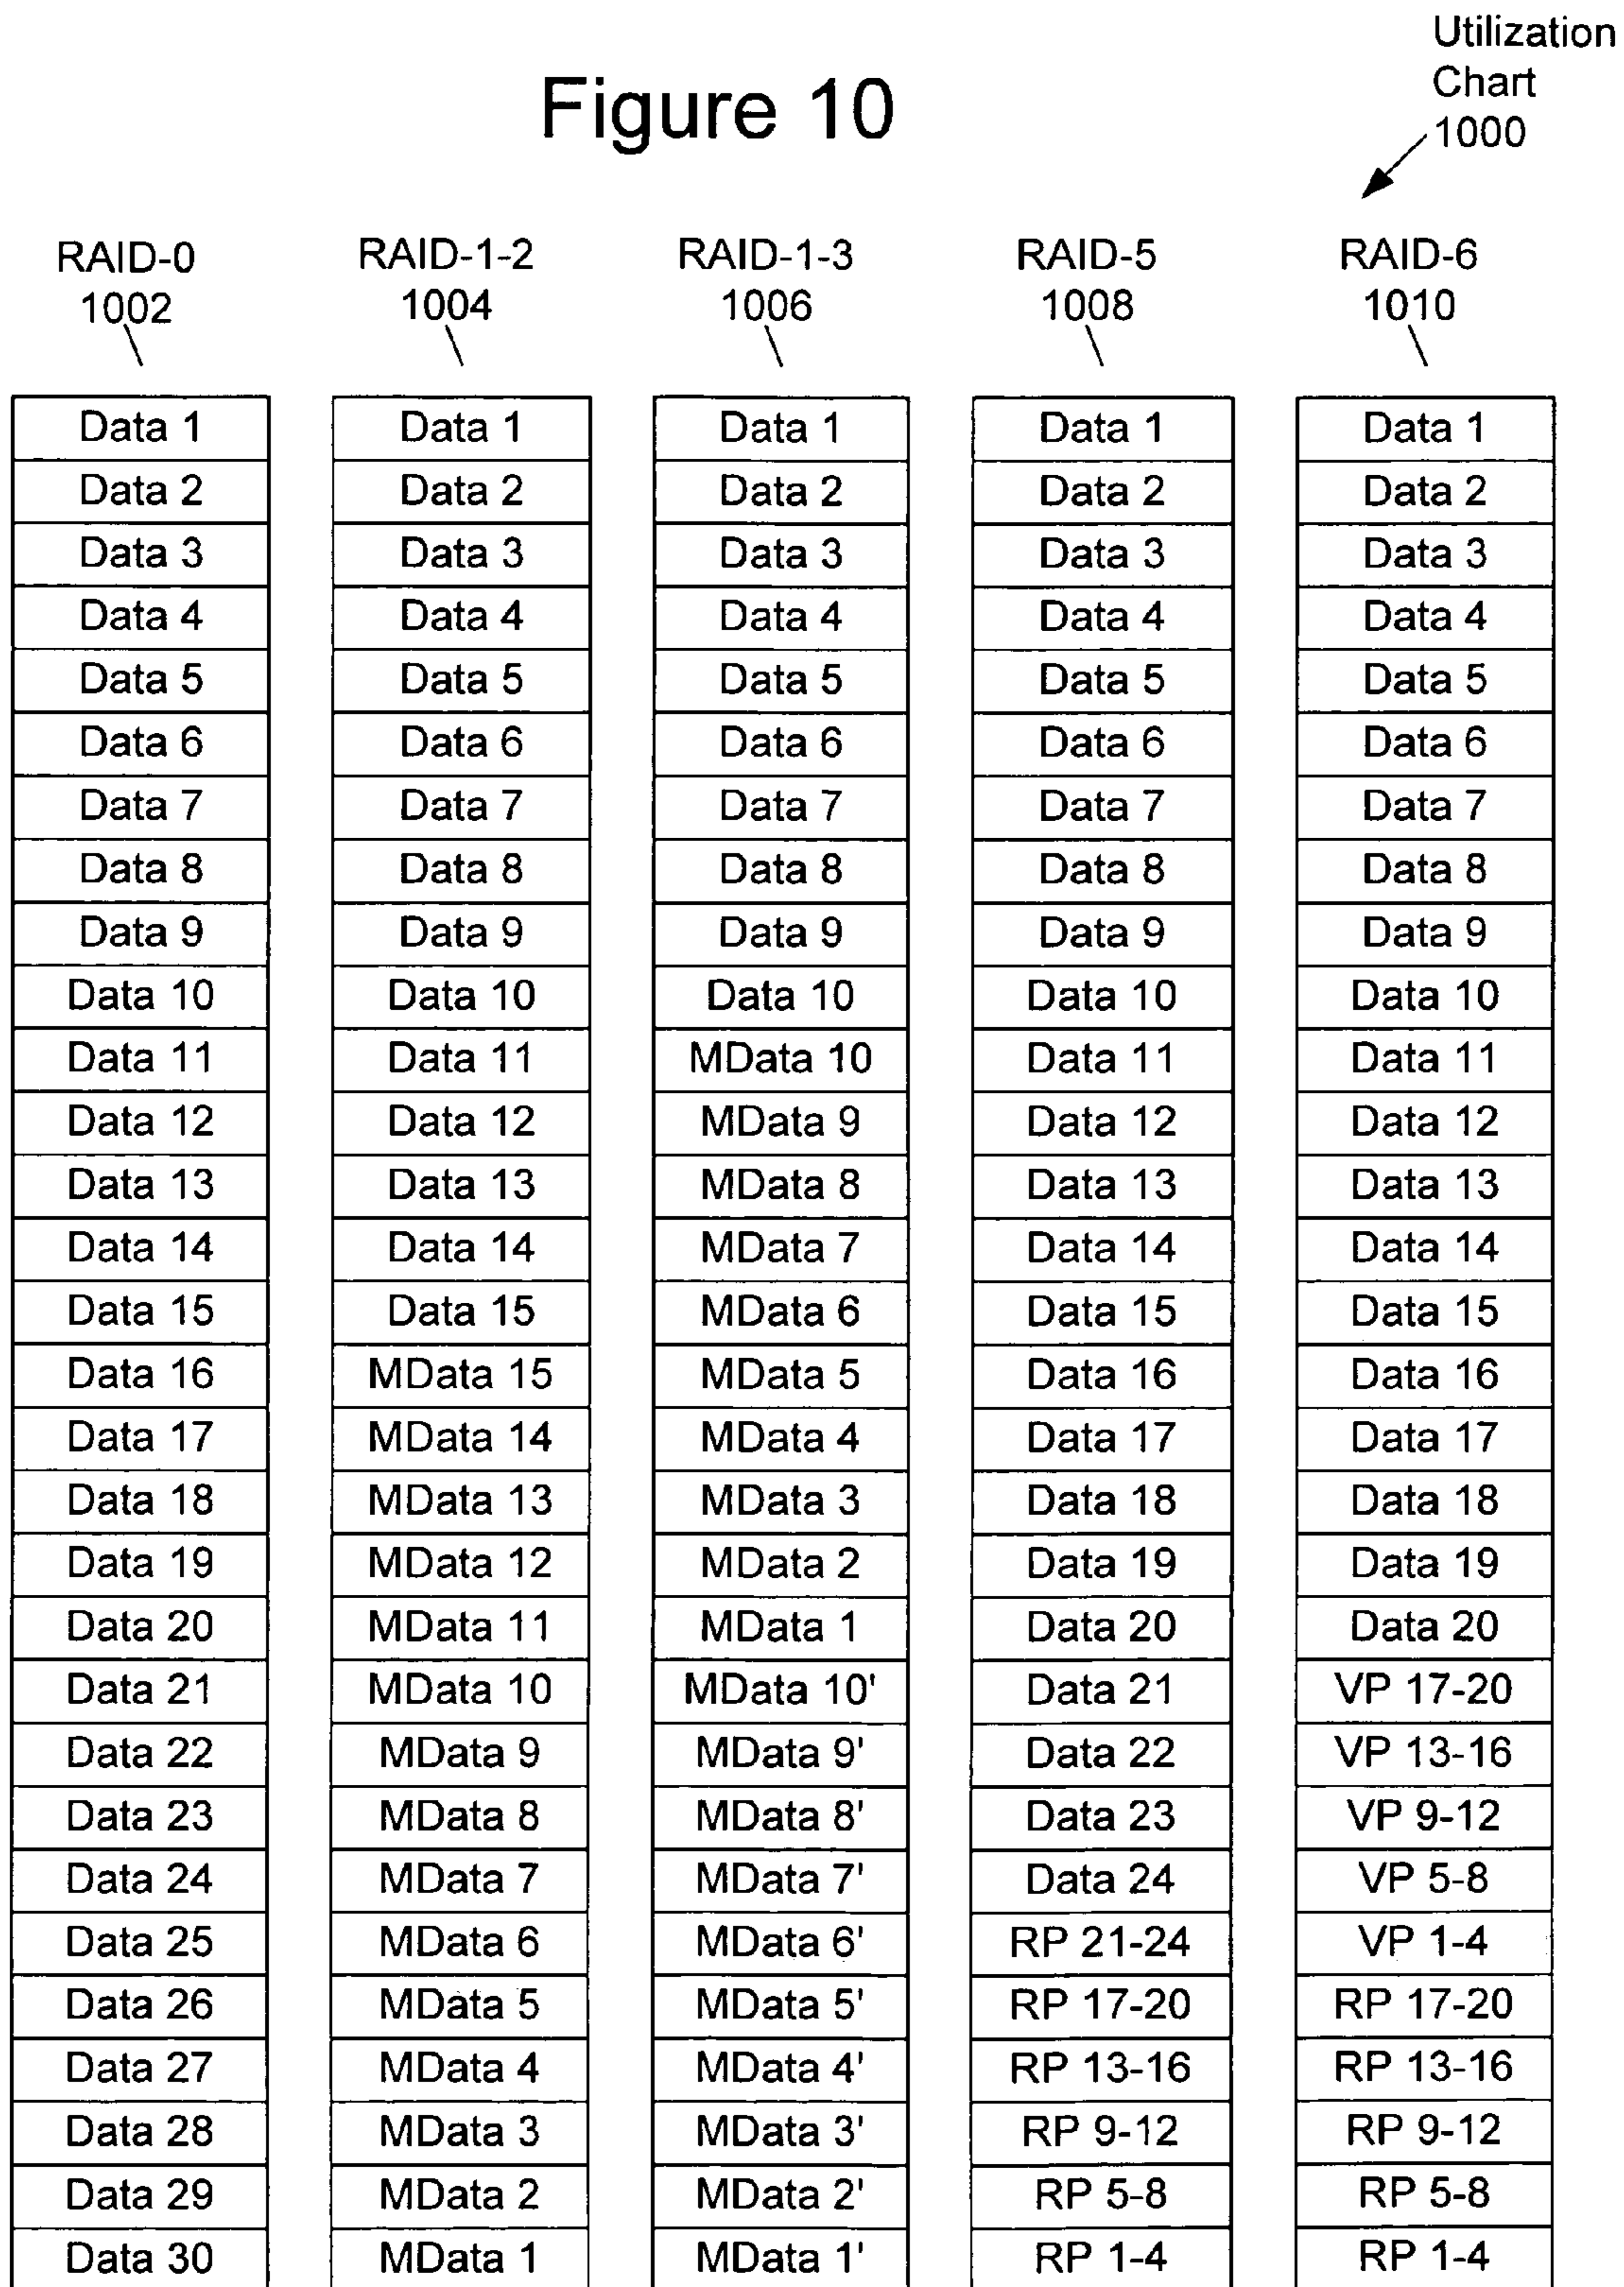 Utilization
Chart
1000
Figure 10
RAID-0 RAID-1-2 RAID-1-3 RAID-5 RAID-6
1002 1004 1006 1008 1010
Data 1 Data 1 Data 1 Data 1 Data 1
Data 2 Data 2 Data 2 Data 2 Data 2
Data 3 Data 3 Data 3 Data 3 Data 3
Data 4 Data 4 Data 4 Data 4 Data 4
Data 5 Data 5 Data 5 Data 5 Data 5
Data 6 Data 6 Data 6 Data 6 Data 6
Data 7 Data 7 Data 7 Data 7 Data 7
Data 8 Data 8 Data 8 Data 8 Data 8
Data 9 Data 9 Data 9 Data 9 Data 9
Data 10 Data 10 Data 10 Data 10 Data 10
Data 11 Data 11 MData 10 Data 11 Data 11
Data 12 Data 12 MData 9 Data 12 Data 12
Data 13 Data 13 MData 8 Data 13 Data 13
Data 14 Data 14 MData 7 Data 14 Data 14
Data 15 Data 15 MData 6 Data 15 Data 15
Data 16 MData 15 MData 5 Data 16 Data 16
Data 17 MData 14 MData 4 Data 17 Data 17
Data 18 MData 13 MData 3 Data 18 Data 18
Data 19 MData 12 MData 2 Data 19 Data 19
Data 20 MData 11 MData 1 Data 20 Data 20
Data 21 MData 10 MData 10' Data 21 VP 17-20
Data 22 MData 9 MData 9' Data 22 VP 13-16
Data 23 MData 8 MData 8' Data 23 VP 9-12
Data 24 MData 7 MData 7' Data 24 VP 5-8
Data 25 MData 6 MData 6' RP 21-24 VP 1-4
Data 26 MData 5 MData 5' RP 17-20 RP 17-20
Data 27 MData 4 MData 4' RP 13-16 RP 13-16
Data 28 MData 3 MData 3' RP 9-12 RP 9-12
Data 29 MData 2 MData 2' RP 5-8 RP 5-8
Data 30 MData 1 MData 1' RP 1-4 RP 1-4